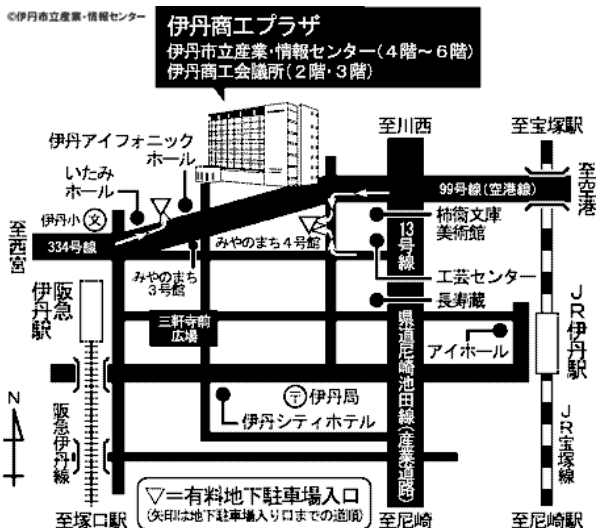 ©伊丹市立産業・情報センター
伊丹商工プラザ
伊丹市立産業・情報センター(4階〜6階)
伊丹商工会議所(2階・3階)
伊丹アイフォニック
ホール
いたみ
ホール
伊丹小
文
至川西
至宝塚駅
至空港
99号線(空港線)
至西宮
334号線
みやのまち4号館
みやのまち
3号館
13号線
柿衞文庫
美術館
工芸センター
長寿蔵
阪急
伊丹駅
三軒寺前
広場
県道尼崎池田線(産業道路)
アイホール
JR伊丹駅
N
〒
伊丹局
伊丹シティホテル
阪急伊丹線
JR宝塚線
▽=有料地下駐車場入口
(矢印は地下駐車場入り口までの道順)
至塚口駅
至尼崎
至尼崎駅